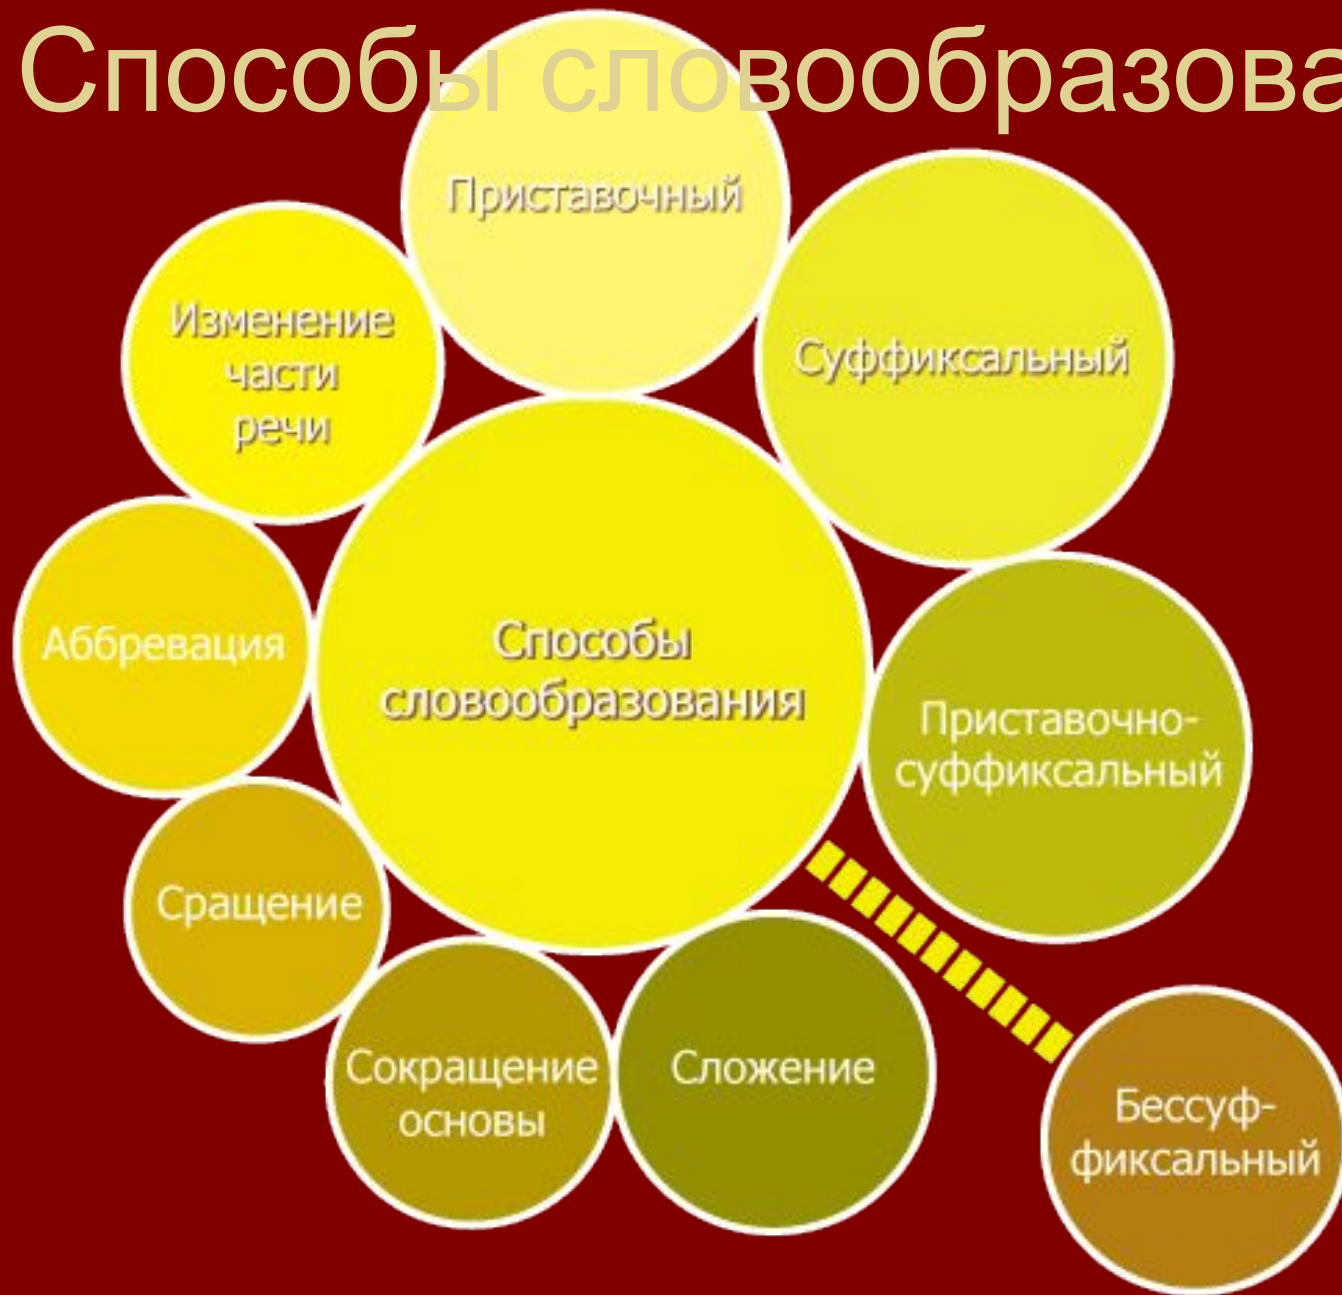 Способы словообразова
Приставочный
Суффиксальный
Изменение
части
речи
Аббревация
Способы
словообразования
Приставочно-
суффиксальный
Сращение
Сокращение
основы
Сложение
Бессуф-
фиксальный